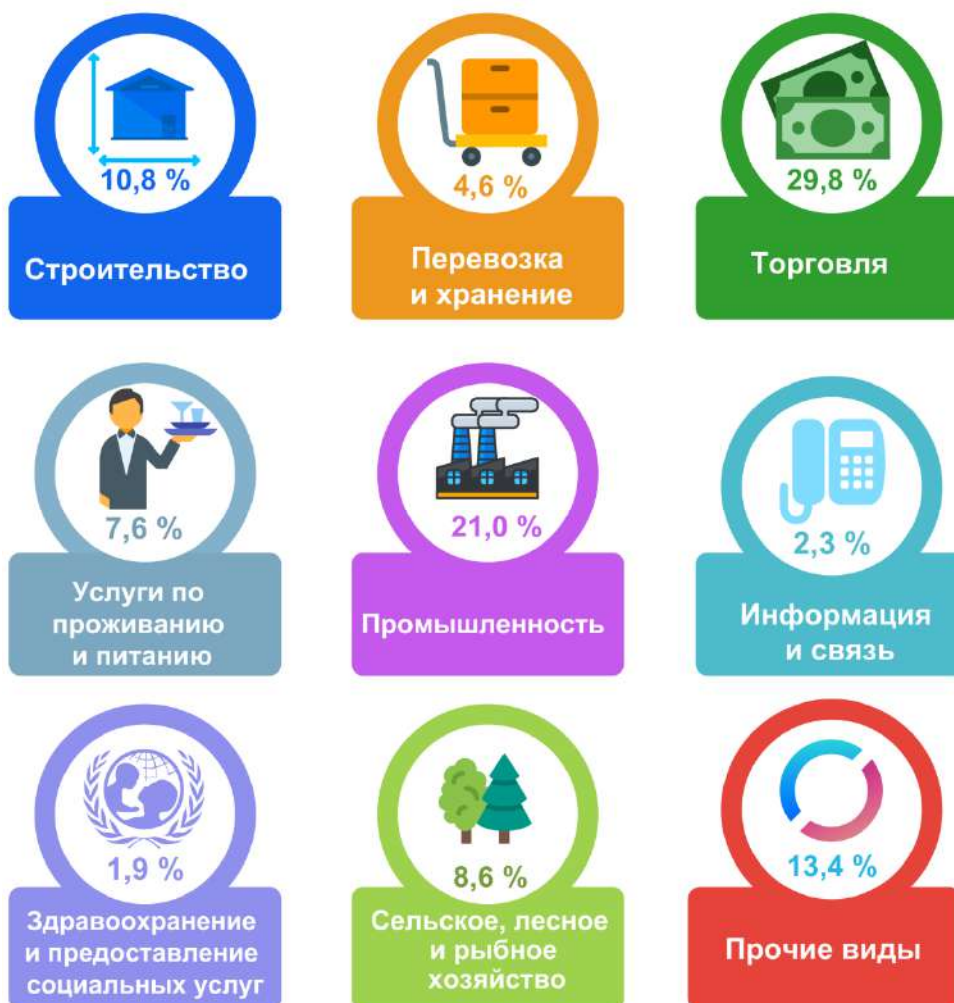 10,8 %
Строительство
4,6 %
Перевозка
и хранение
29,8 %
Торговля
7,6 %
Услуги по
проживанию
и питанию
21,0 %
Промышленность
2,3 %
Информация
и связь
1,9 %
Здравоохранение
и предоставление
социальных услуг
8,6 %
Сельское, лесное
и рыбное
хозяйство
13,4 %
Прочие виды